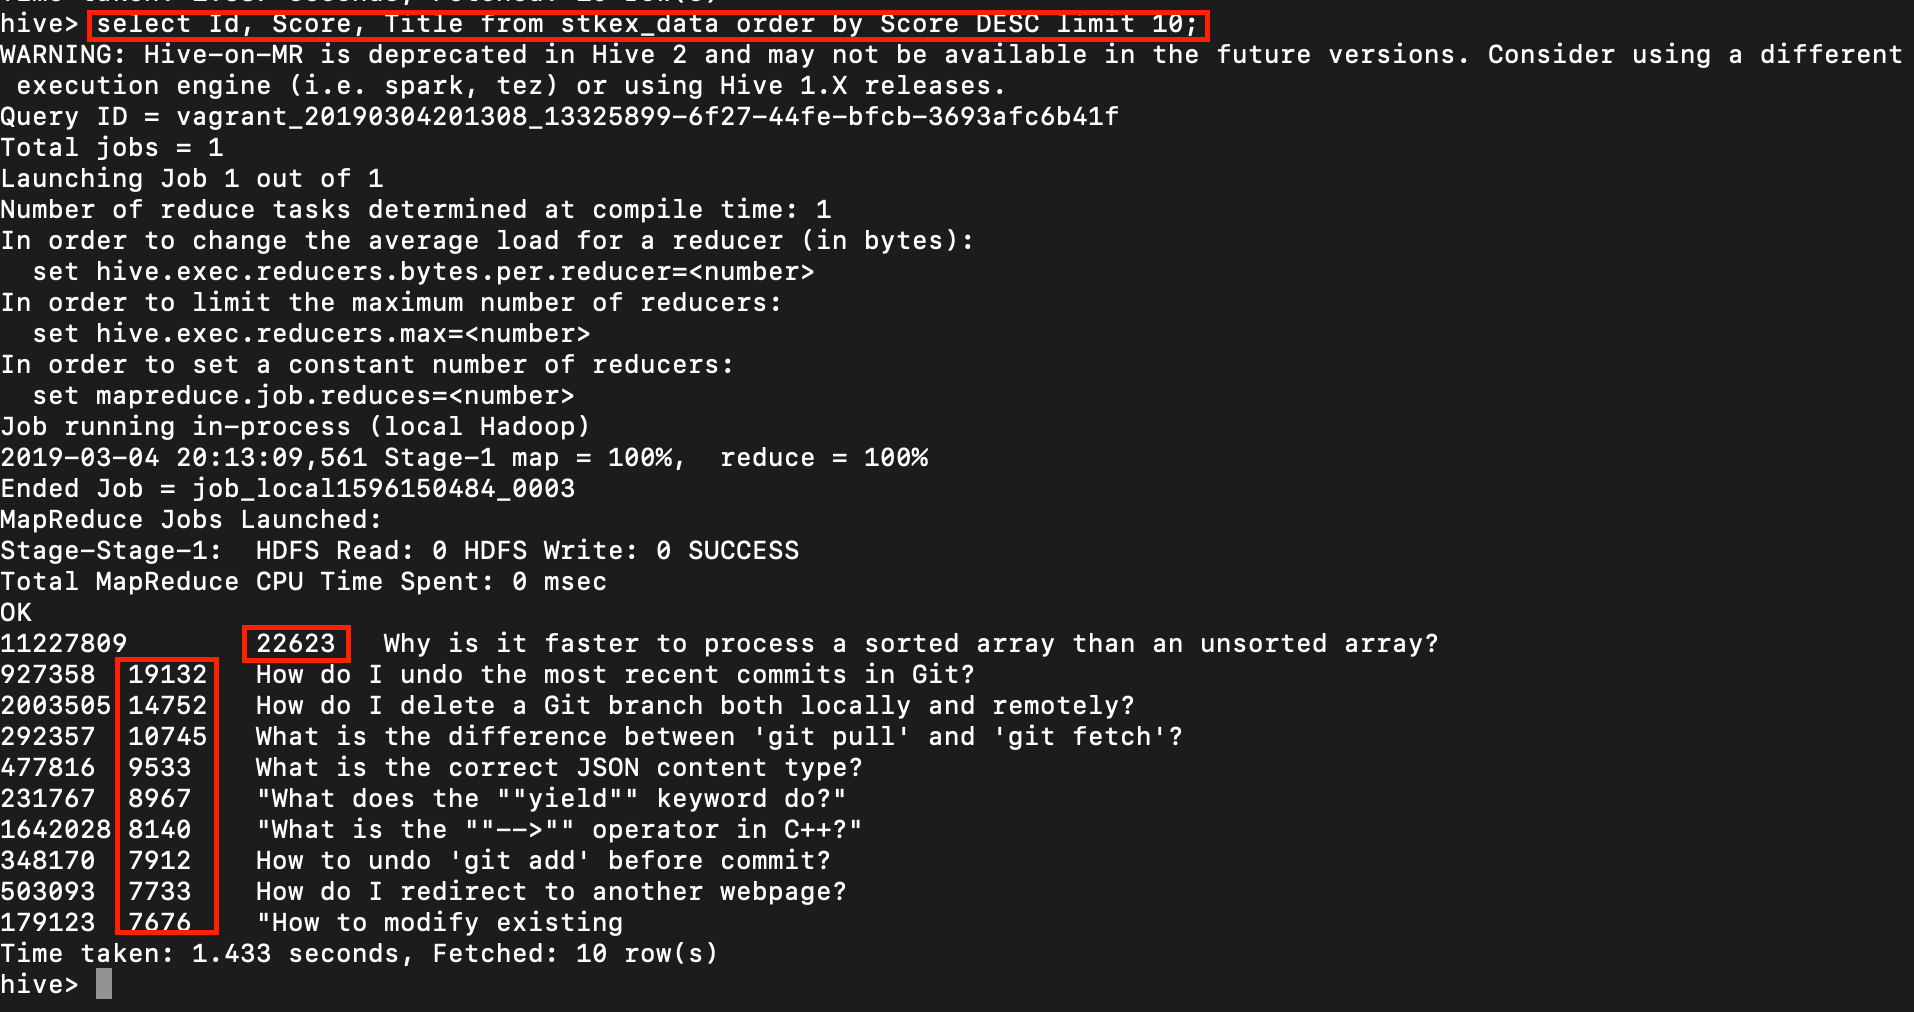 Time taken: 2.337 seconds, Fetched: 10 row(s)
hive> select Id, Score, Title from stkex_data order by Score DESC limit 10;
WARNING: Hive-on-MR is deprecated in Hive 2 and may not be available in the future versions. Consider using a different
execution engine (i.e. spark, tez) or using Hive 1.X releases.
Query ID = vagrant_20190304201308_13325899-6f27-44fe-bfcb-3693afc6b41f
Total jobs = 1
Launching Job 1 out of 1
Number of reduce tasks determined at compile time: 1
In order to change the average load for a reducer (in bytes):
  set hive.exec.reducers.bytes.per.reducer=<number>
In order to limit the maximum number of reducers:
  set hive.exec.reducers.max=<number>
In order to set a constant number of reducers:
  set mapreduce.job.reduces=<number>
Job running in-process (local Hadoop)
2019-03-04 20:13:09,561 Stage-1 map = 100%,  reduce = 100%
Ended Job = job_local1596150484_0003
MapReduce Jobs Launched:
Stage-Stage-1:  HDFS Read: 0 HDFS Write: 0 SUCCESS
Total MapReduce CPU Time Spent: 0 msec
OK
11227809 22623 Why is it faster to process a sorted array than an unsorted array?
927358 19132 How do I undo the most recent commits in Git?
2003505 14752 How do I delete a Git branch both locally and remotely?
292357 10745 What is the difference between 'git pull' and 'git fetch'?
477816 9533 What is the correct JSON content type?
231767 8967 "What does the ""yield"" keyword do?"
1642028 8140 "What is the ""-->"" operator in C++?"
348170 7912 How to undo 'git add' before commit?
503093 7733 How do I redirect to another webpage?
179123 7676 "How to modify existing
Time taken: 1.433 seconds, Fetched: 10 row(s)
hive>